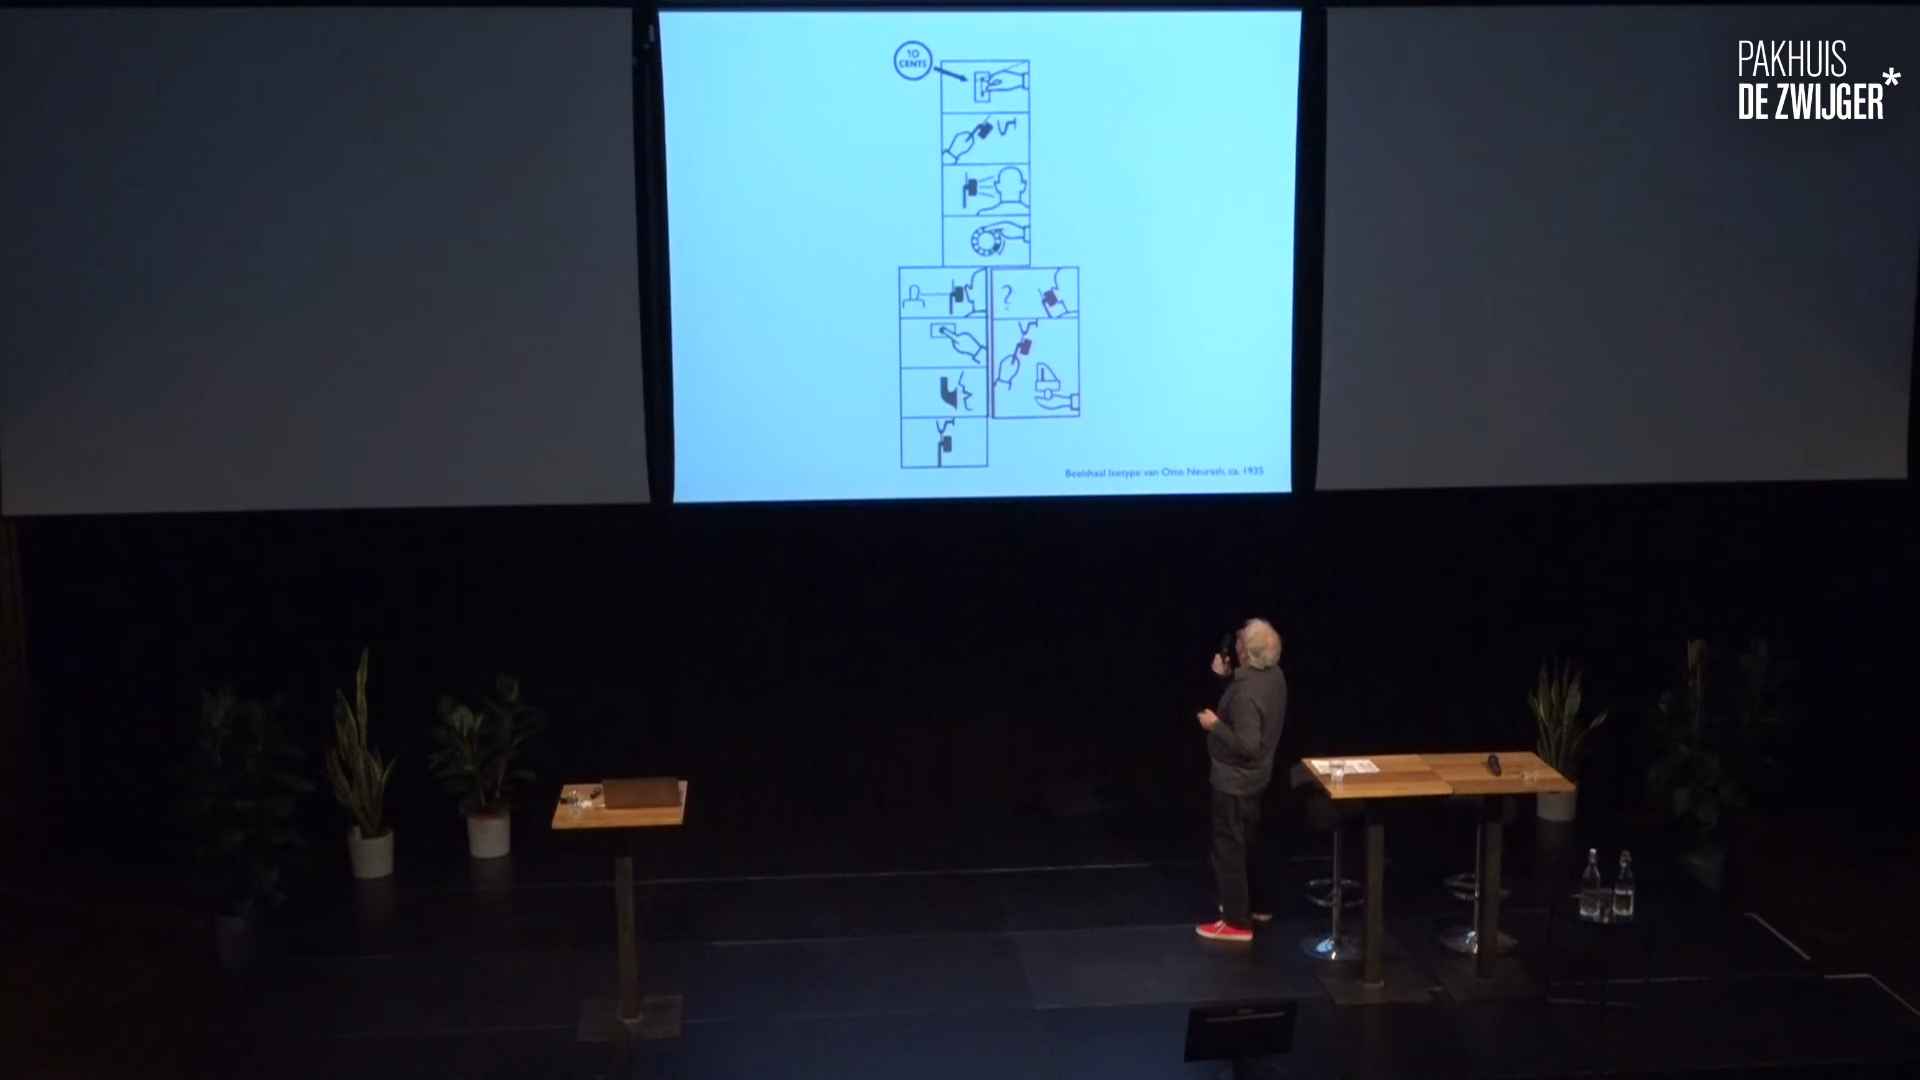 10
CENTS
?
Beeldtaal Isotype van Otto Neurath, ca. 1935
PAKHUIS
DE ZWIJGER*